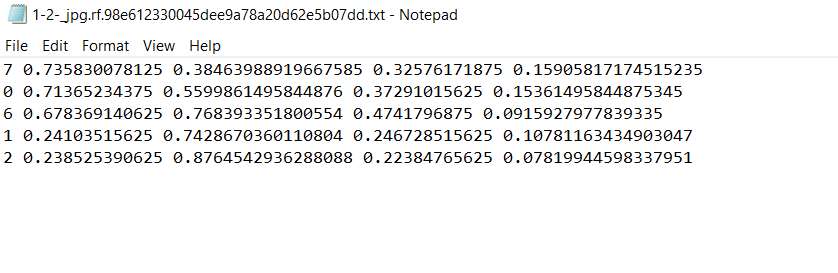 1-2-_jpg.rf.98e612330045dee9a78a20d62e5b07dd.txt - Notepad
File Edit Format View Help
7 0.735830078125 0.38463988919667585 0.32576171875 0.15905817174515235
0 0.71365234375 0.5599861495844876 0.37291015625 0.15361495844875345
6 0.678369140625 0.768393351800554 0.4741796875 0.0915927977839335
1 0.24103515625 0.7428670360110804 0.246728515625 0.10781163434903047
2 0.238525390625 0.8764542936288088 0.22384765625 0.07819944598337951